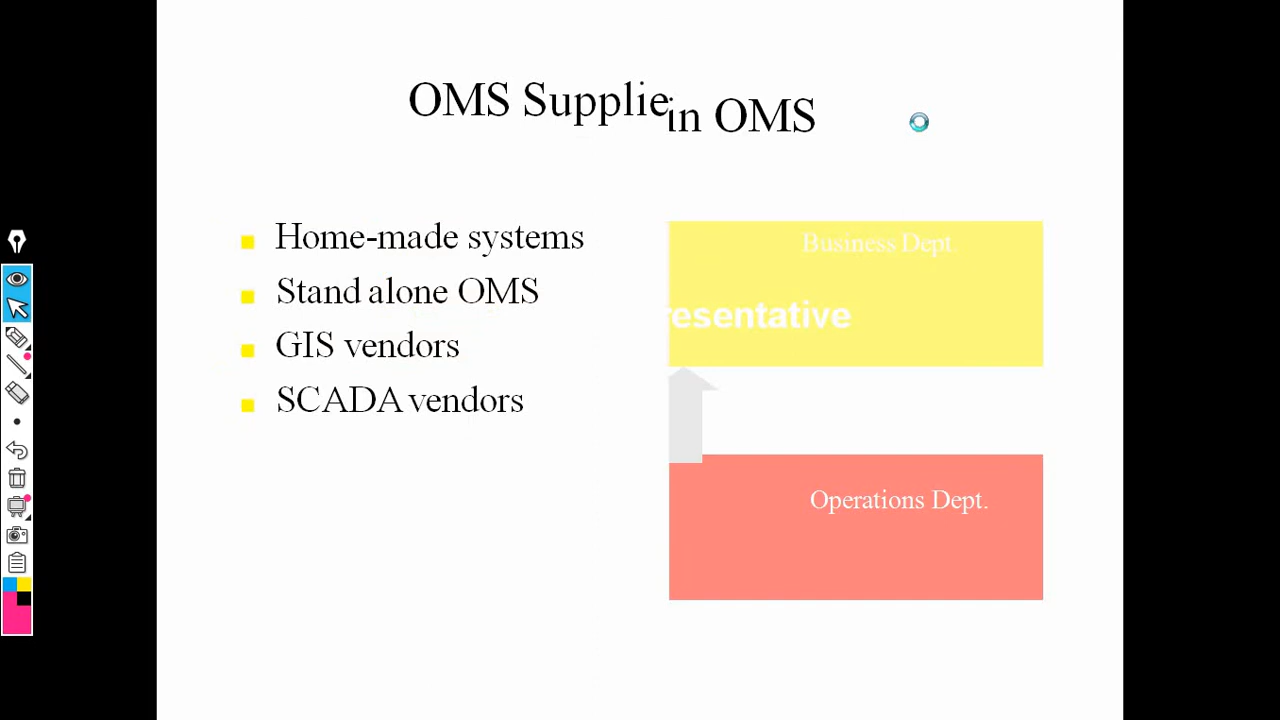 OMS Supplie
in OMS
Home-made systems
Stand alone OMS
GIS vendors
SCADA vendors
Business Dept.
resentative
Operations Dept.